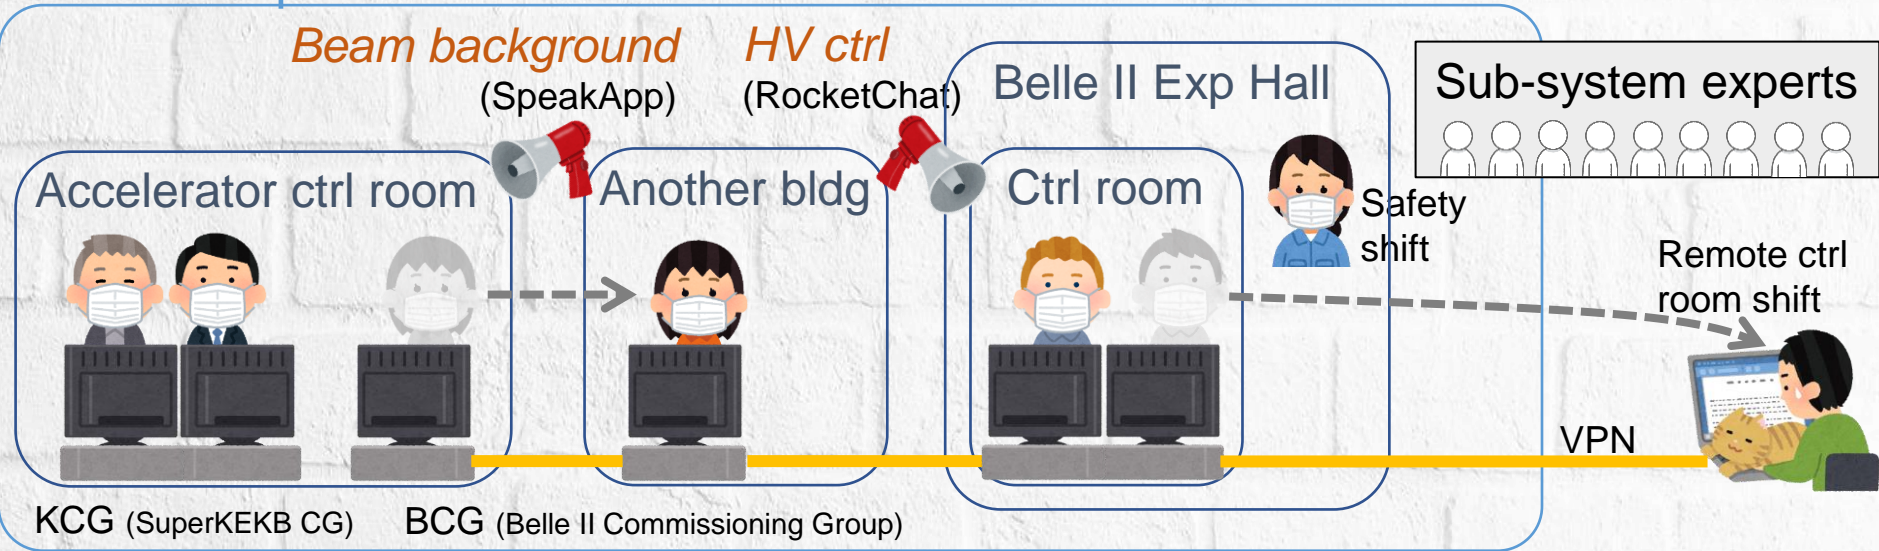 Beam background
(SpeakApp)
HV ctrl
(RocketChat)
Belle II Exp Hall
Sub-system experts
Accelerator ctrl room
Another bldg
Ctrl room
Safety
shift
Remote ctrl
room shift
VPN
KCG (SuperKEKB CG)
BCG (Belle II Commissioning Group)